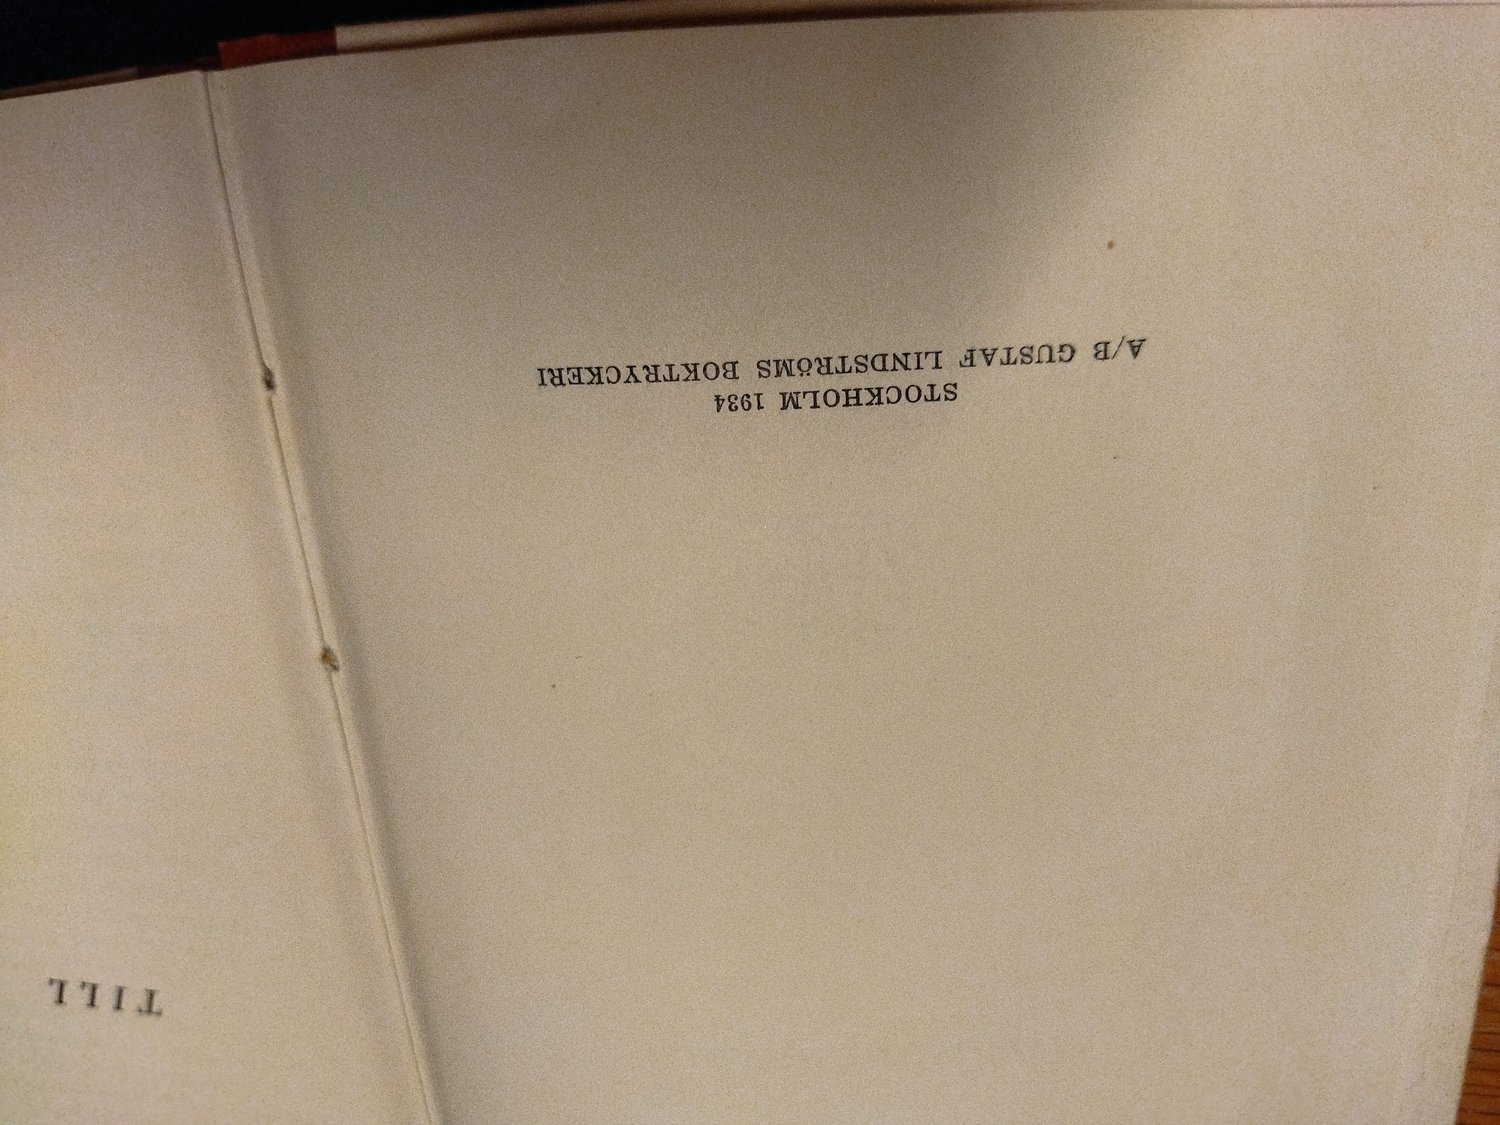 STOCKHOLM 1934
A/B GUSTAF LINDSTRÖMS BOKTRYCKERI
TILL